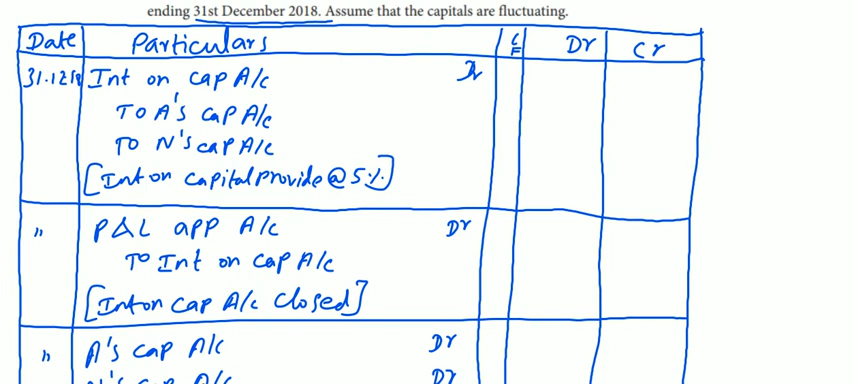 ending 31st December 2018. Assume that the capitals are fluctuating.
Date Particulars L/F Dr Cr
31.12.18 Int on cap A/c Dr
To A's cap A/c
To N's cap A/c
[Int on capital provide @ 5%]
" P&L app A/c Dr
To Int on cap A/c
[Int on cap A/c closed]
" A's cap A/c Dr
N's cap A/c Dr